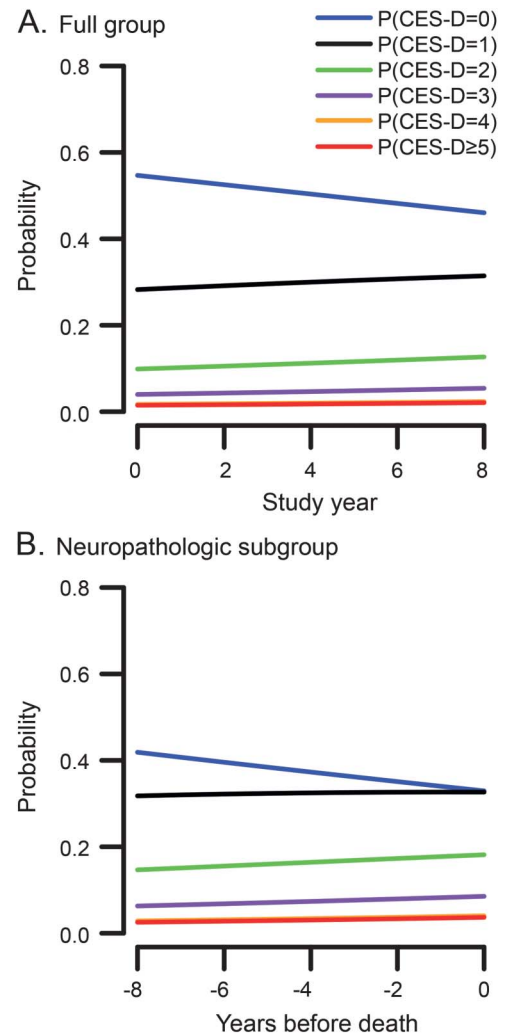 A. Full group
P(CES-D=0)
P(CES-D=1)
P(CES-D=2)
P(CES-D=3)
P(CES-D=4)
P(CES-D≥5)
0.8
0.6
0.4
0.2
0.0
Probability
0 2 4 6 8
Study year
B. Neuropathologic subgroup
0.8
0.6
0.4
0.2
0.0
Probability
-8 -6 -4 -2 0
Years before death